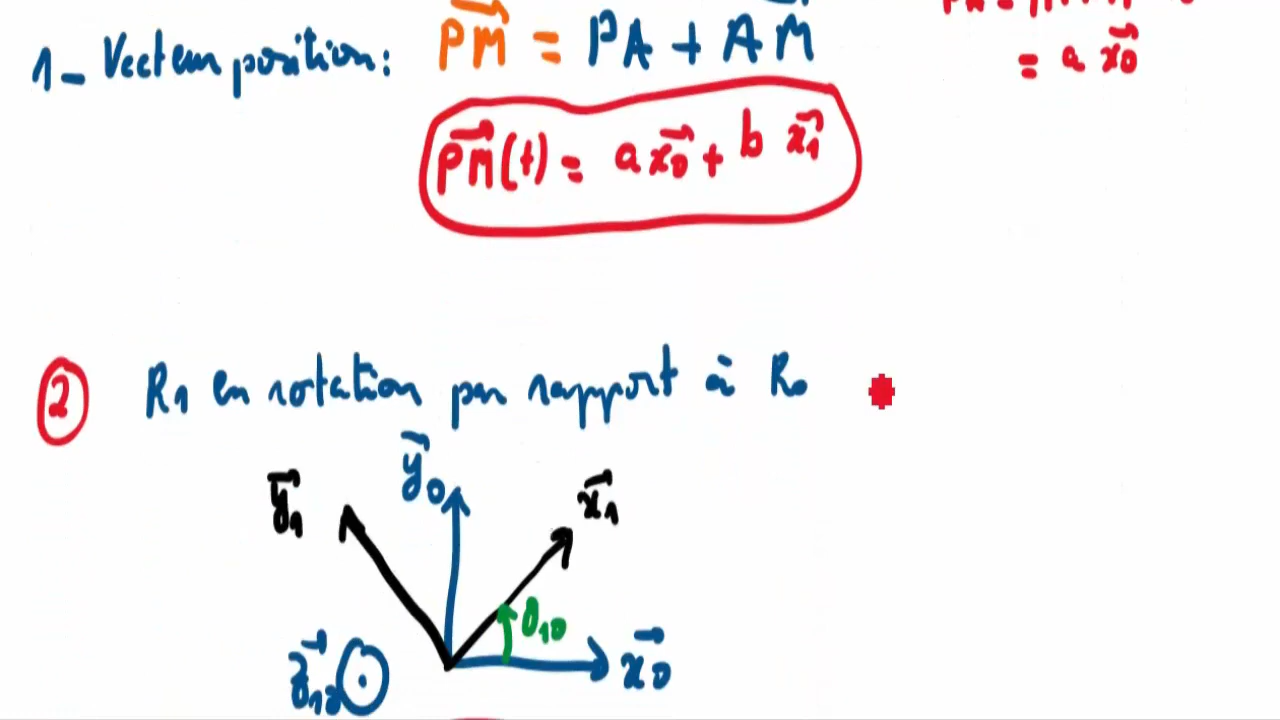 1- Vecteur position: PM = PA + AM
= a x0
PM(t) = a x0 + b x1
2 R1 en rotation par rapport à R0
y0
y1
x1
θ10
x0
z10